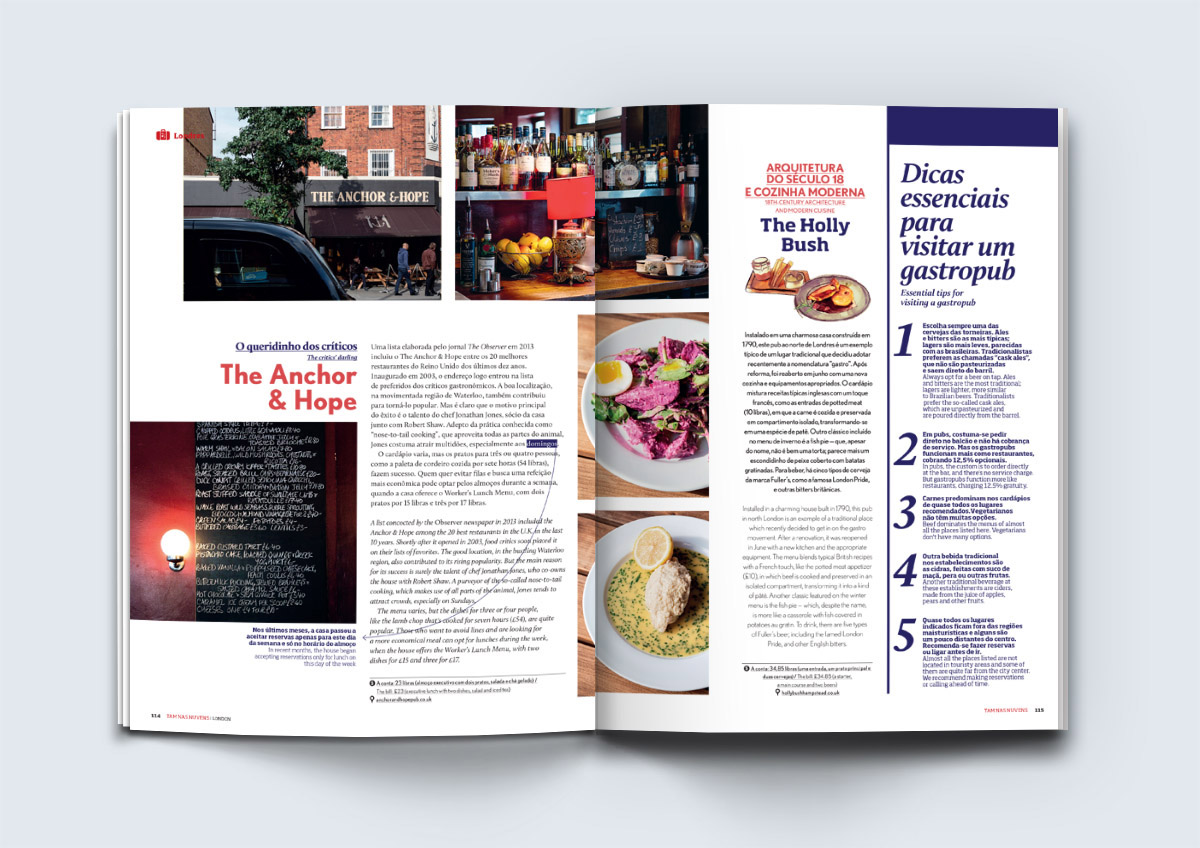 Londres
THE ANCHOR & HOPE
O queridinho dos críticos
The critics' darling
The Anchor
& Hope
Nos últimos meses, a casa passou a
aceitar reservas apenas para este dia
da semana e só no horário do almoço
In recent months, the house began
accepting reservations only for lunch on
this day of the week
Uma lista elaborada pelo jornal The Observer em 2013
incluiu o The Anchor & Hope entre os 20 melhores
restaurantes do Reino Unido dos últimos dez anos.
Inaugurado em 2003, o endereço logo entrou na lista
de preferidos dos críticos gastronômicos. A boa localização,
na movimentada região de Waterloo, também contribuiu
para torná-lo popular. Mas é claro que o motivo principal
do êxito é o talento do chef Jonathan Jones, sócio da casa
junto com Robert Shaw. Adepto da prática conhecida como
"nose-to-tail cooking", que aproveita todas as partes do animal,
Jones costuma atrair multidões, especialmente aos domingos.
O cardápio varia, mas os pratos para três ou quatro pessoas,
como a paleta de cordeiro cozida por sete horas (54 libras),
fazem sucesso. Quem quer evitar filas e busca uma refeição
mais econômica pode optar pelos almoços durante a semana,
quando a casa oferece o Worker's Lunch Menu, com dois
pratos por 15 libras e três por 17 libras.
A list concocted by the Observer newspaper in 2013 included the
Anchor & Hope among the 20 best restaurants in the U.K. in the last
10 years. Shortly after it opened in 2003, food critics soon placed it
on their lists of favorites. The good location, in the bustling Waterloo
region, also contributed to its rising popularity. But the main reason
for its success is surely the talent of chef Jonathan Jones, who co-owns
the house with Robert Shaw. A purveyor of the so-called nose-to-tail
cooking, which makes use of all parts of the animal, Jones tends to
attract crowds, especially on Sundays.
The menu varies, but the dishes for three or four people,
like the lamb chop that's cooked for seven hours (£54), are quite
popular. Those who want to avoid lines and are looking for
a more economical meal can opt for lunches during the week,
when the house offers the Worker's Lunch Menu, with two
dishes for £15 and three for £17.
A conta: 23 libras (almoço executivo com dois pratos, salada e chá gelado) /
The bill: £23 (executive lunch with two dishes, salad and iced tea)
anchorandhopepub.co.uk
114 TAM NAS NUVENS / LONDON
ARQUITETURA
DO SÉCULO 18
E COZINHA MODERNA
18TH-CENTURY ARCHITECTURE
AND MODERN CUISINE
The Holly
Bush
Instalado em uma charmosa casa construída em
1790, este pub ao norte de Londres é um exemplo
típico de um lugar tradicional que decidiu adotar
recentemente a nomenclatura "gastro". Após
reforma, foi reaberto em junho com uma nova
cozinha e equipamentos apropriados. O cardápio
mistura receitas típicas inglesas com um toque
francês, como as entradas de potted meat
(10 libras), em que a carne é cozida e preservada
em compartimento isolado, transformando-se
em uma espécie de patê. Outro clássico incluído
no menu de inverno é a fish pie – que, apesar
do nome, não é bem uma torta; parece mais um
escondidinho de peixe coberto com batatas
gratinadas. Para beber, há cinco tipos de cerveja
da marca Fuller's, como a famosa London Pride,
e outras bitters britânicas.
Installed in a charming house built in 1790, this pub
in north London is an example of a traditional place
which recently decided to get in on the gastro
movement. After a renovation, it was reopened
in June with a new kitchen and the appropriate
equipment. The menu blends typical British recipes
with a French touch, like the potted meat appetizer
(£10), in which beef is cooked and preserved in an
isolated compartment, transforming it into a kind
of pâté. Another classic featured on the winter
menu is the fish pie – which, despite the name,
is more like a casserole with fish covered in
potatoes au gratin. To drink, there are five types
of Fuller's beer, including the famed London
Pride, and other English bitters.
A conta: 34,85 libras (uma entrada, um prato principal e
duas cervejas) / The bill: £34.85 (a starter,
a main course and two beers)
hollybushhampstead.co.uk
Dicas
essenciais
para
visitar um
gastropub
Essential tips for
visiting a gastropub
1
Escolha sempre uma das
cervejas das torneiras. Ales
e bitters são as mais típicas;
lagers são mais leves, parecidas
com as brasileiras. Tradicionalistas
preferem as chamadas "cask ales",
que não são pasteurizadas
e saem direto do barril.
Always opt for a beer on tap. Ales
and bitters are the most traditional;
lagers are lighter, more similar
to Brazilian beers. Traditionalists
prefer the so-called cask ales,
which are unpasteurized and
are poured directly from the barrel.
2
Em pubs, costuma-se pedir
direto no balcão e não há cobrança
de serviço. Mas os gastropubs
funcionam mais como restaurantes,
cobrando 12,5% opcionais.
In pubs, the custom is to order directly
at the bar, and there's no service charge.
But gastropubs function more like
restaurants, charging 12.5% gratuity.
3
Carnes predominam nos cardápios
de quase todos os lugares
recomendados. Vegetarianos
não têm muitas opções.
Beef dominates the menus of almost
all the places listed here. Vegetarians
don't have many options.
4
Outra bebida tradicional
nos estabelecimentos são
as cidras, feitas com suco de
maçã, pera ou outras frutas.
Another traditional beverage at
these establishments are ciders,
made from the juice of apples,
pears and other fruits.
5
Quase todos os lugares
indicados ficam fora das regiões
mais turísticas e alguns são
um pouco distantes do centro.
Recomenda-se fazer reservas
ou ligar antes de ir.
Almost all the places listed are not
located in touristy areas and some of
them are quite far from the city center.
We recommend making reservations
or calling ahead of time.
TAM NAS NUVENS 115